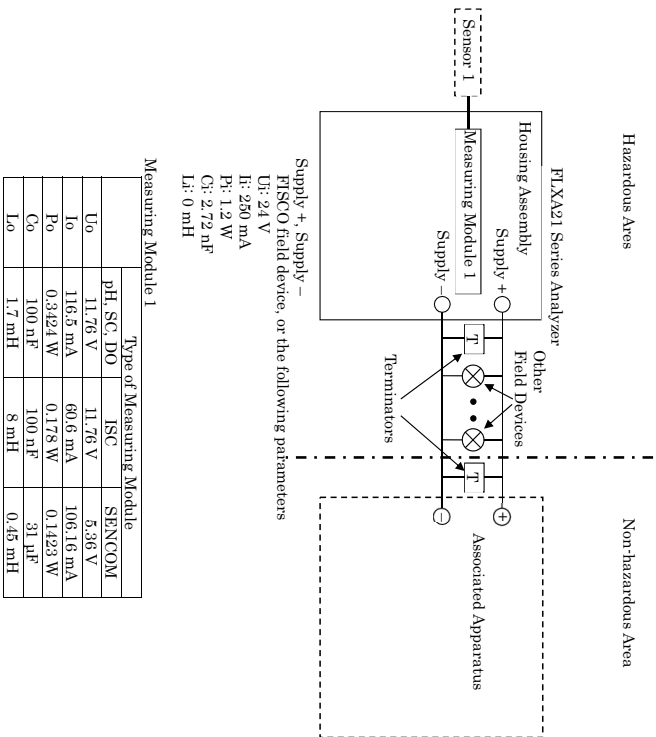 Hazardous Ares
Non-hazardous Area
FLXA21 Series Analyzer
Housing Assembly
Sensor 1
Measuring Module 1
Supply +
Supply –
T
T
Other
Field Devices
Terminators
+
–
Associated Apparatus
Supply +, Supply –
FISCO field device, or the following parameters
Ui: 24 V
Ii: 250 mA
Pi: 1.2 W
Ci: 2.72 nF
Li: 0 mH
Measuring Module 1
Type of Measuring Module
pH, SC, DO ISC SENCOM
Uo 11.76 V 11.76 V 5.36 V
Io 116.5 mA 60.6 mA 106.16 mA
Po 0.3424 W 0.178 W 0.1423 W
Co 100 nF 100 nF 31 µF
Lo 1.7 mH 8 mH 0.45 mH